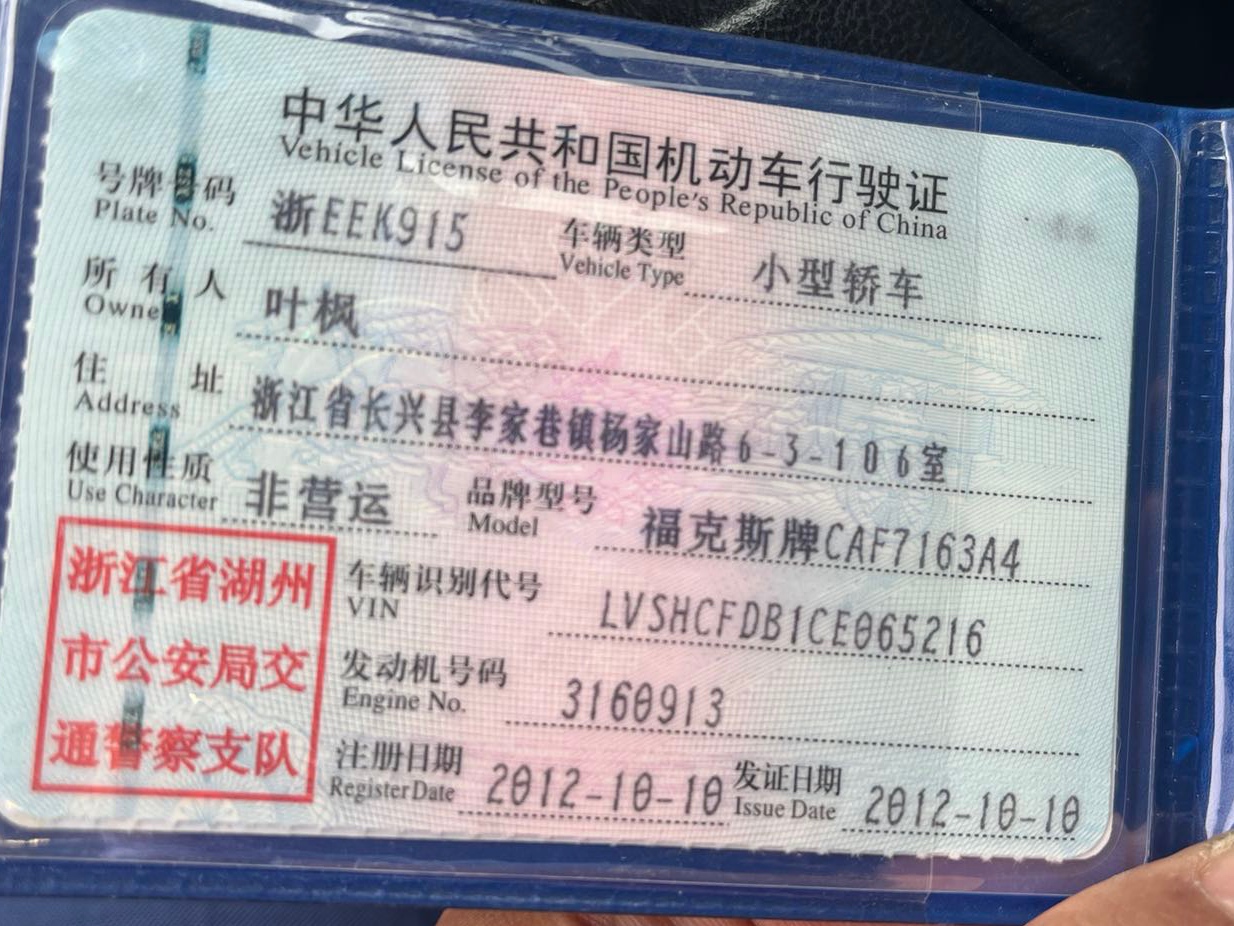 中华人民共和国机动车行驶证
Vehicle License of the People's Republic of China
号牌号码 浙EEK915 车辆类型 小型轿车
Plate No. Vehicle Type
所有人 叶枫
Owner
住址 浙江省长兴县李家巷镇杨家山路6-3-106室
Address
使用性质 非营运 品牌型号 福克斯牌CAF7163A4
Use Character Model
浙江省湖州
市公安局交
通警察支队
车辆识别代号 LVSHCFDB1CE065216
VIN
发动机号码 3160913
Engine No.
注册日期 2012-10-10 发证日期 2012-10-10
Register Date Issue Date